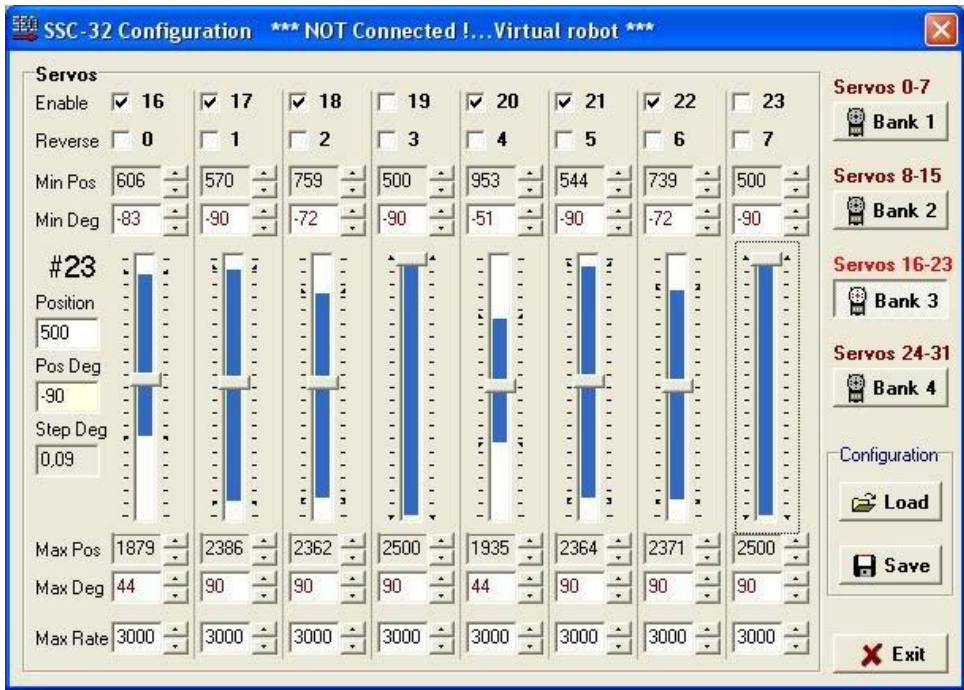 SSC-32 Configuration *** NOT Connected !...Virtual robot ***
Servos
Enable 16 17 18 19 20 21 22 23
Reverse 0 1 2 3 4 5 6 7
Min Pos 606 570 759 500 953 544 739 500
Min Deg -83 -90 -72 -90 -51 -90 -72 -90
#23
Position
500
Pos Deg
-90
Step Deg
0,09
Max Pos 1879 2386 2362 2500 1935 2364 2371 2500
Max Deg 44 90 90 90 44 90 90 90
Max Rate 3000 3000 3000 3000 3000 3000 3000 3000
Servos 0-7
Bank 1
Servos 8-15
Bank 2
Servos 16-23
Bank 3
Servos 24-31
Bank 4
Configuration
Load
Save
Exit